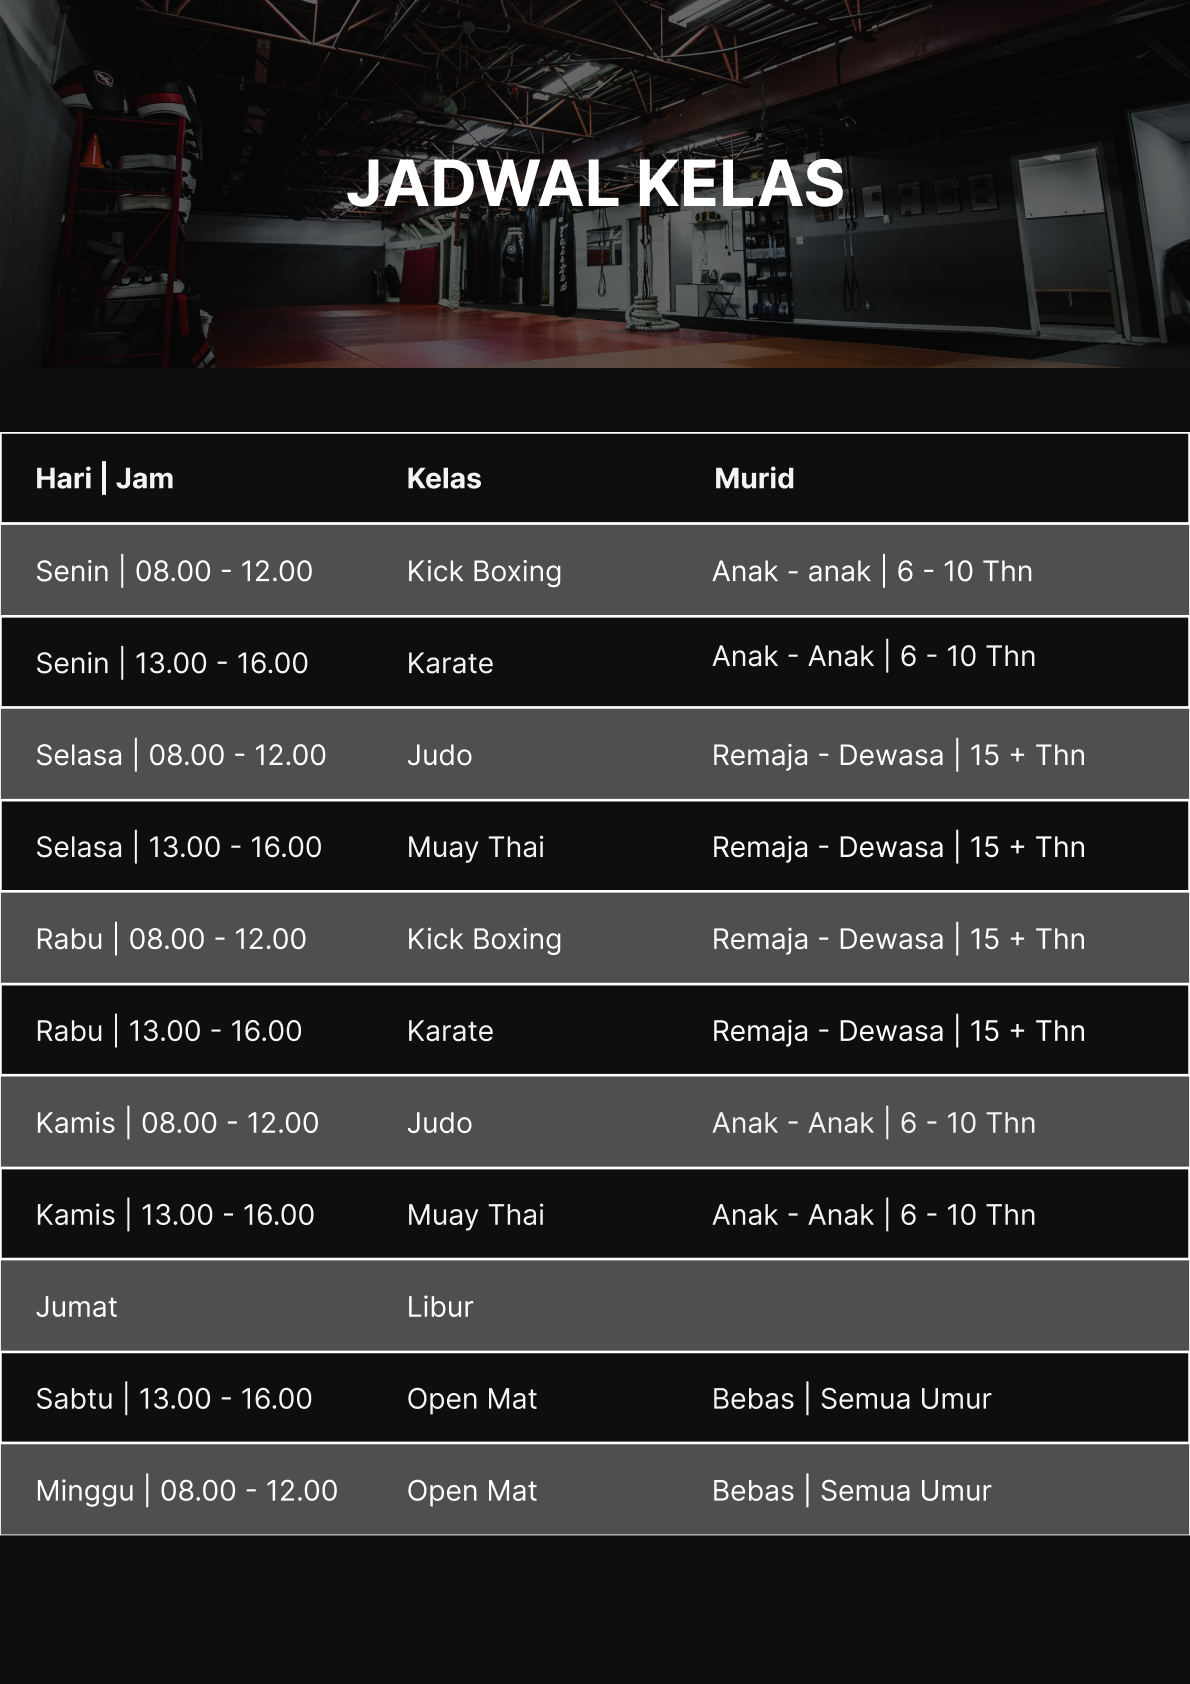 JADWAL KELAS
Hari | Jam Kelas Murid
Senin | 08.00 - 12.00 Kick Boxing Anak - anak | 6 - 10 Thn
Senin | 13.00 - 16.00 Karate Anak - Anak | 6 - 10 Thn
Selasa | 08.00 - 12.00 Judo Remaja - Dewasa | 15 + Thn
Selasa | 13.00 - 16.00 Muay Thai Remaja - Dewasa | 15 + Thn
Rabu | 08.00 - 12.00 Kick Boxing Remaja - Dewasa | 15 + Thn
Rabu | 13.00 - 16.00 Karate Remaja - Dewasa | 15 + Thn
Kamis | 08.00 - 12.00 Judo Anak - Anak | 6 - 10 Thn
Kamis | 13.00 - 16.00 Muay Thai Anak - Anak | 6 - 10 Thn
Jumat Libur
Sabtu | 13.00 - 16.00 Open Mat Bebas | Semua Umur
Minggu | 08.00 - 12.00 Open Mat Bebas | Semua Umur